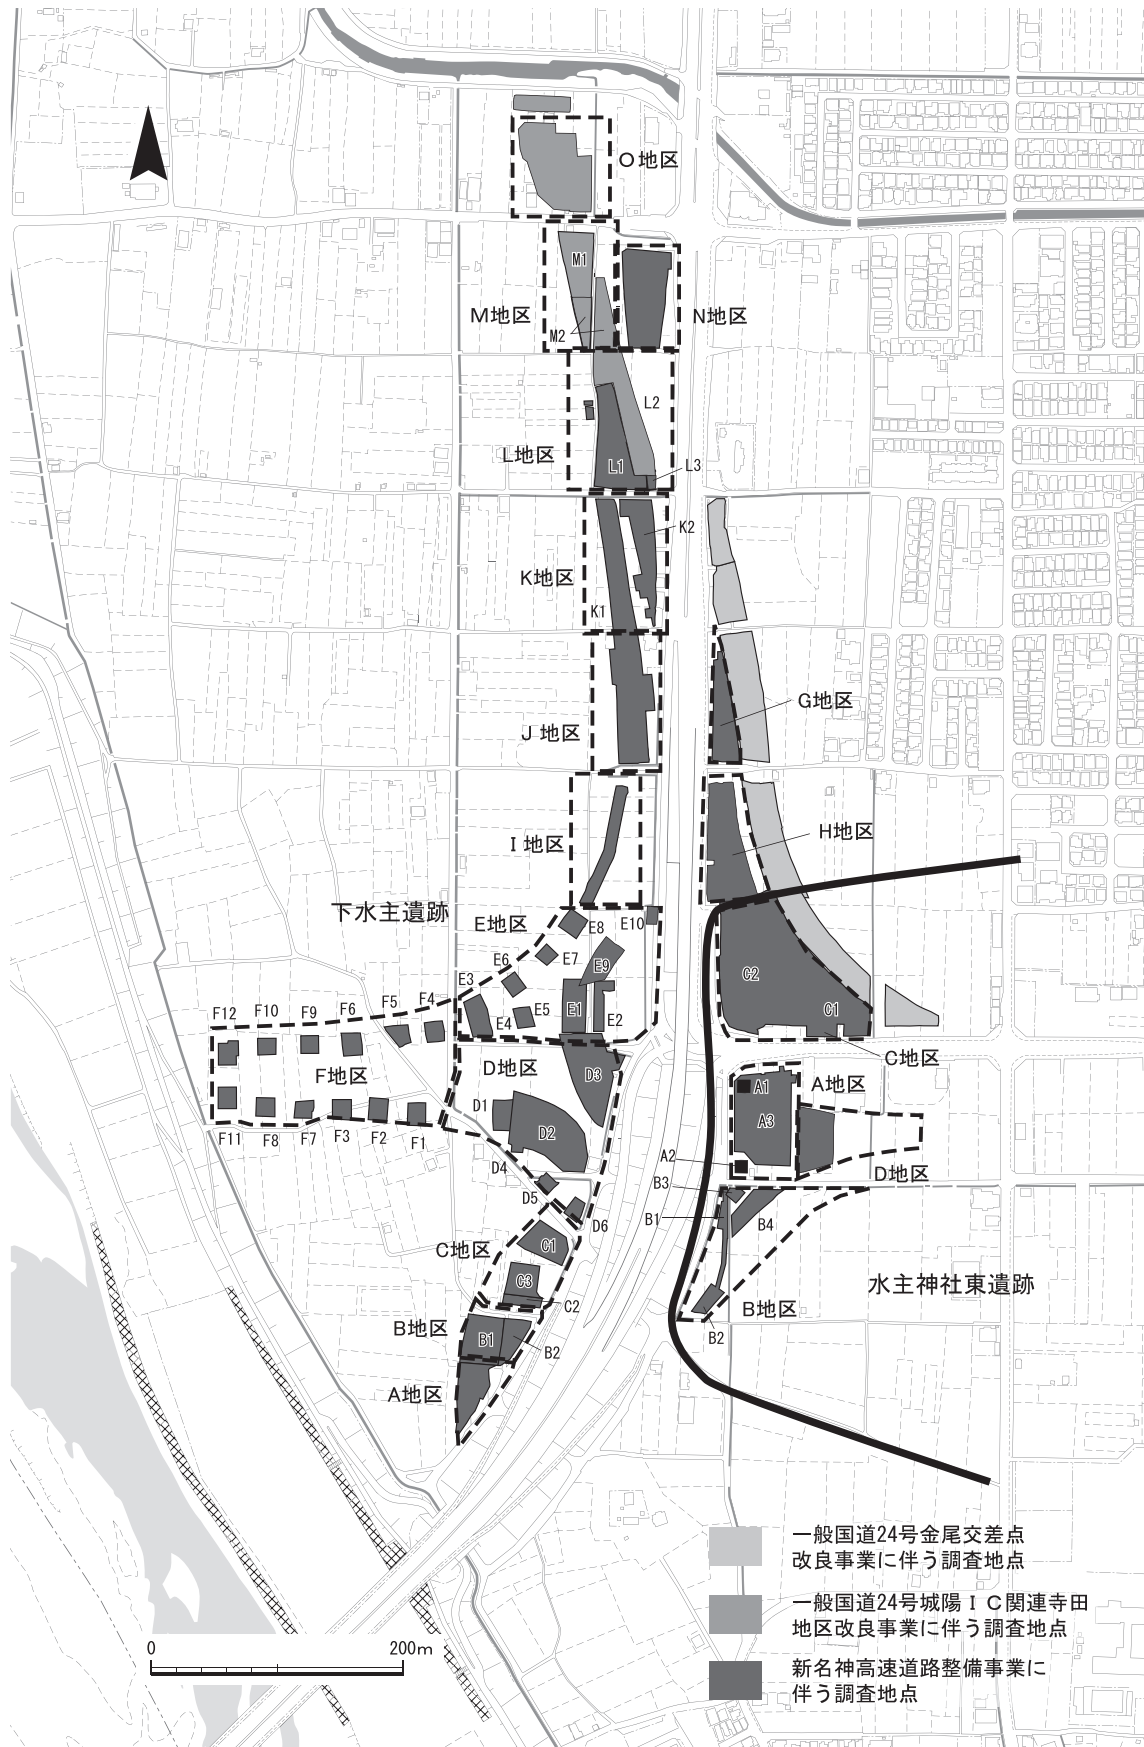 O地区
M1
M地区
N地区
M2
L2
L地区
L1
L3
K2
K地区
K1
G地区
J地区
H地区
I地区
下水主遺跡
E地区
E8
E10
E7
E9
E6
E3
E5
E4
E1
E2
C2
C1
C地区
F12
F10
F9
F6
F5
F4
F地区
F11
F8
F7
F3
F2
F1
D地区
D3
D1
D2
D4
D5
D6
A1
A地区
A3
A2
D地区
B3
B1
B4
C地区
C1
C3
C2
水主神社東遺跡
B地区
B2
B地区
B1
B2
A地区
一般国道24号金尾交差点
改良事業に伴う調査地点
一般国道24号城陽IC関連寺田
地区改良事業に伴う調査地点
新名神高速道路整備事業に
伴う調査地点
0
200m